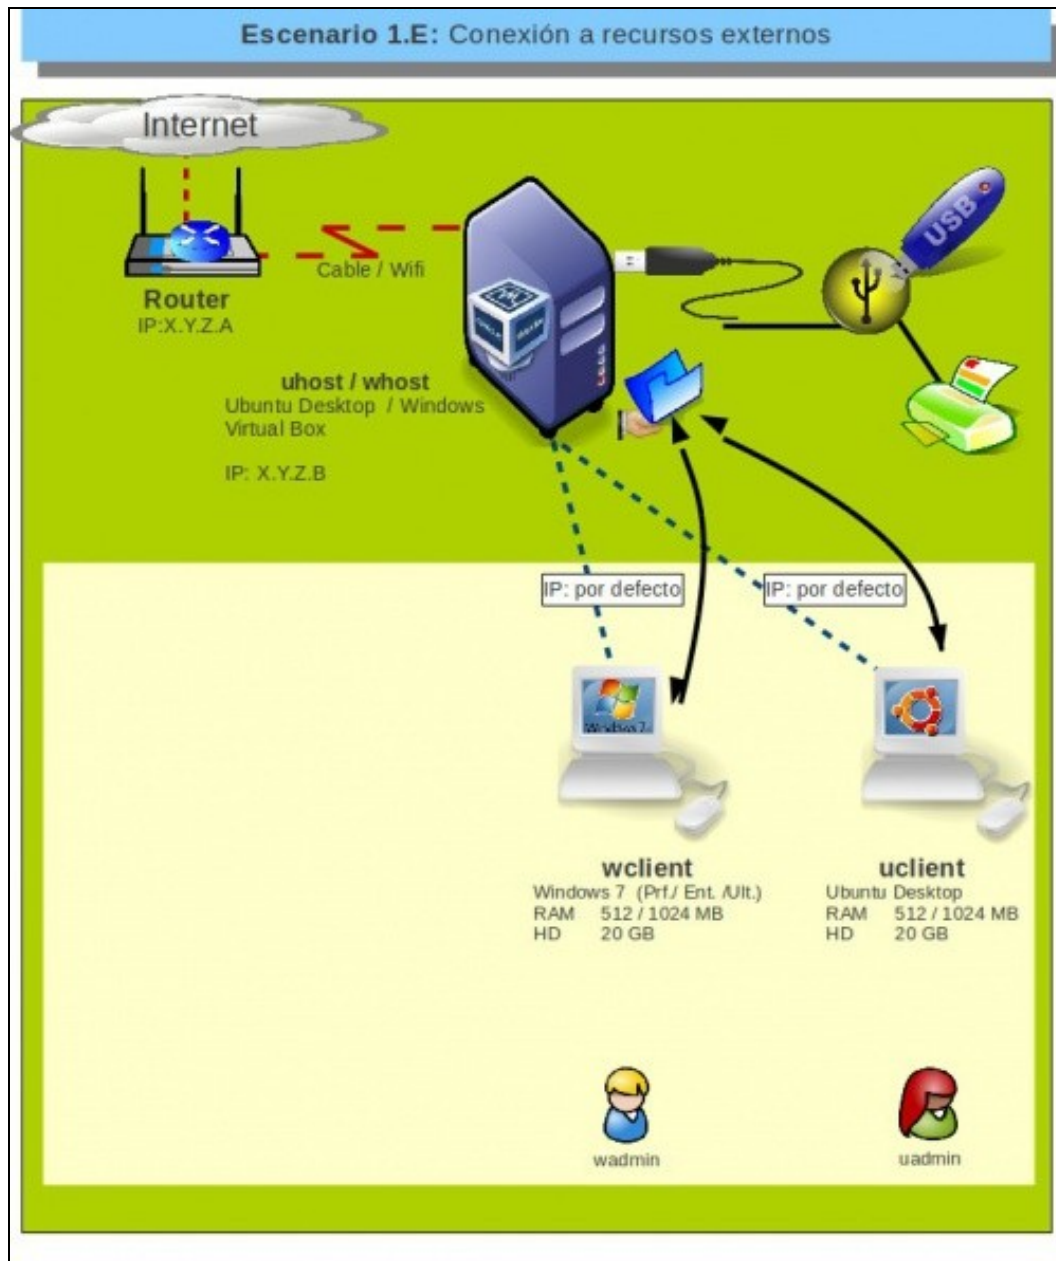 Escenario 1.E: Conexión a recursos externos
Internet
USB
Cable / Wifi
Router
IP:X.Y.Z.A
uhost / whost
Ubuntu Desktop / Windows
Virtual Box
IP: X.Y.Z.B
IP: por defecto
IP: por defecto
Windows 7
wclient
Windows 7 (Prf./ Ent. /Ult.)
RAM 512 / 1024 MB
HD 20 GB
uclient
Ubuntu Desktop
RAM 512 / 1024 MB
HD 20 GB
wadmin
uadmin